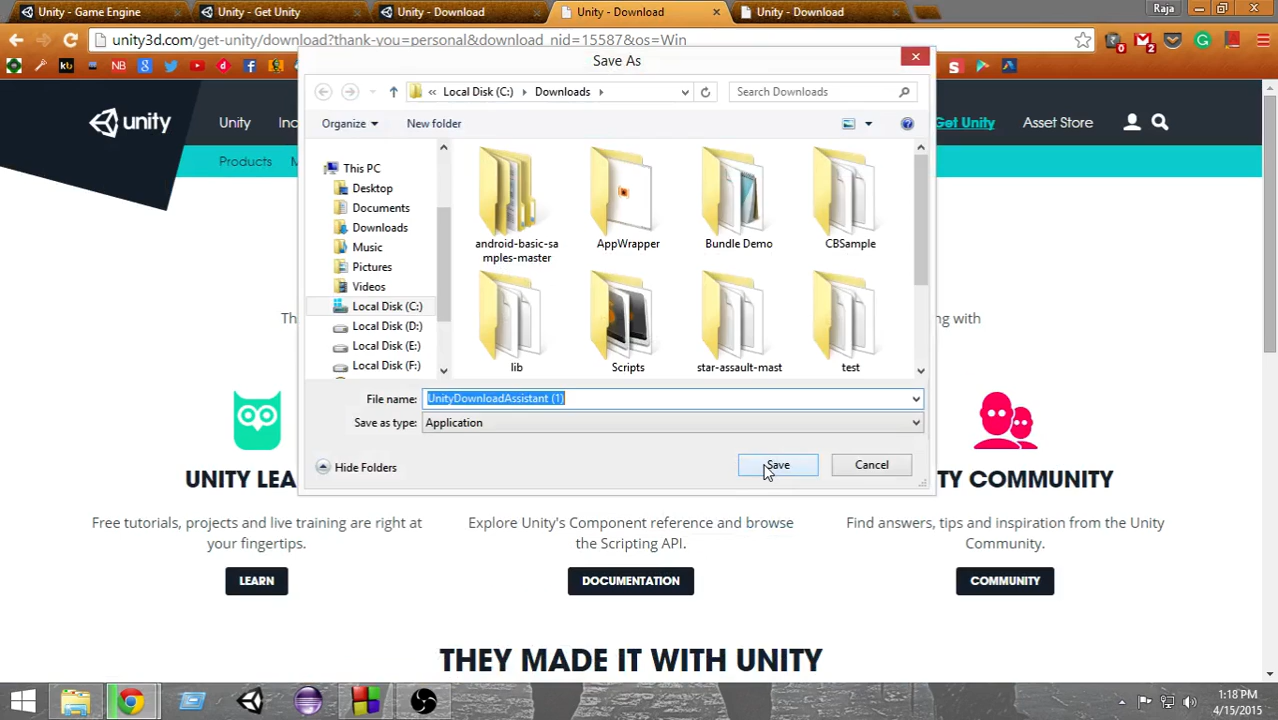 Unity - Game Engine
Unity - Get Unity
Unity - Download
Unity - Download
Unity - Download
Raja
unity3d.com/get-unity/download?thank-you=personal&download_nid=15587&os=Win
Save As
Local Disk (C:)
Downloads
Search Downloads
unity
Unity
Get Unity
Asset Store
Organize
New folder
Products
This PC
Desktop
Documents
Downloads
Music
Pictures
Videos
Local Disk (C:)
Local Disk (D:)
Local Disk (E:)
Local Disk (F:)
android-basic-sa
mples-master
AppWrapper
Bundle Demo
CBSample
lib
Scripts
star-assault-mast
test
File name:
UnityDownloadAssistant (1)
Save as type:
Application
Hide Folders
Save
Cancel
UNITY LEA
Y COMMUNITY
Free tutorials, projects and live training are right at
your fingertips.
Explore Unity's Component reference and browse
the Scripting API.
Find answers, tips and inspiration from the Unity
Community.
LEARN
DOCUMENTATION
COMMUNITY
THEY MADE IT WITH UNITY
1:18 PM
4/15/2015